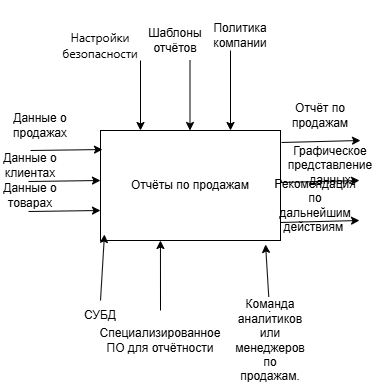 Настройки
безопасности
Шаблоны
отчётов
Политика
компании
Данные о
продажах
Данные о
клиентах
Данные о
товарах
Отчёты по продажам
Отчёт по
продажам
Графическое
представление
данных
Рекомендация
по
дальнейшим
действиям
СУБД
Специализированное
ПО для отчётности
Команда
аналитиков
или
менеджеров
по
продажам.